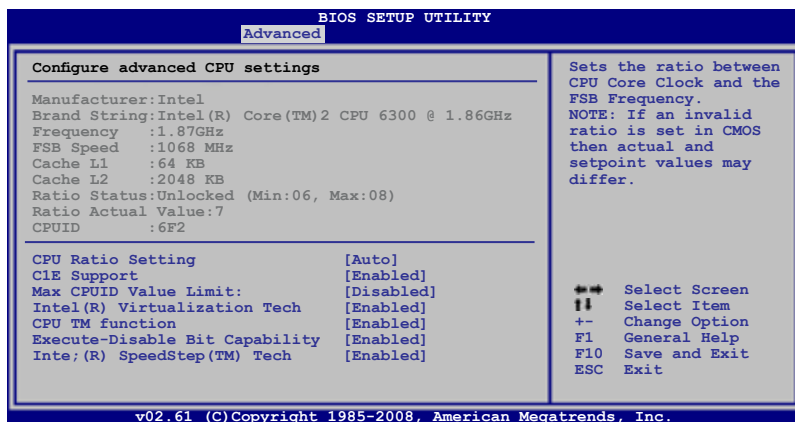 BIOS SETUP UTILITY
Advanced
Configure advanced CPU settings
Manufacturer:Intel
Brand String:Intel(R) Core(TM)2 CPU 6300 @ 1.86GHz
Frequency :1.87GHz
FSB Speed :1068 MHz
Cache L1 :64 KB
Cache L2 :2048 KB
Ratio Status:Unlocked (Min:06, Max:08)
Ratio Actual Value:7
CPUID :6F2
CPU Ratio Setting [Auto]
C1E Support [Enabled]
Max CPUID Value Limit: [Disabled]
Intel(R) Virtualization Tech [Enabled]
CPU TM function [Enabled]
Execute-Disable Bit Capability [Enabled]
Inte;(R) SpeedStep(TM) Tech [Enabled]
Sets the ratio between
CPU Core Clock and the
FSB Frequency.
NOTE: If an invalid
ratio is set in CMOS
then actual and
setpoint values may
differ.
Select Screen
Select Item
+- Change Option
F1 General Help
F10 Save and Exit
ESC Exit
v02.61 (C)Copyright 1985-2008, American Megatrends, Inc.